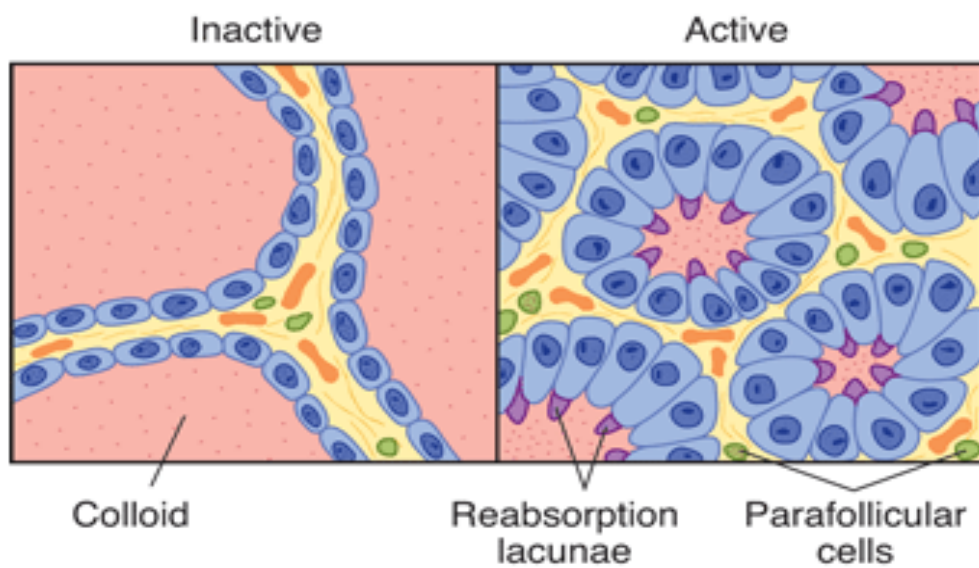 Inactive
Active
Colloid
Reabsorption
lacunae
Parafollicular
cells